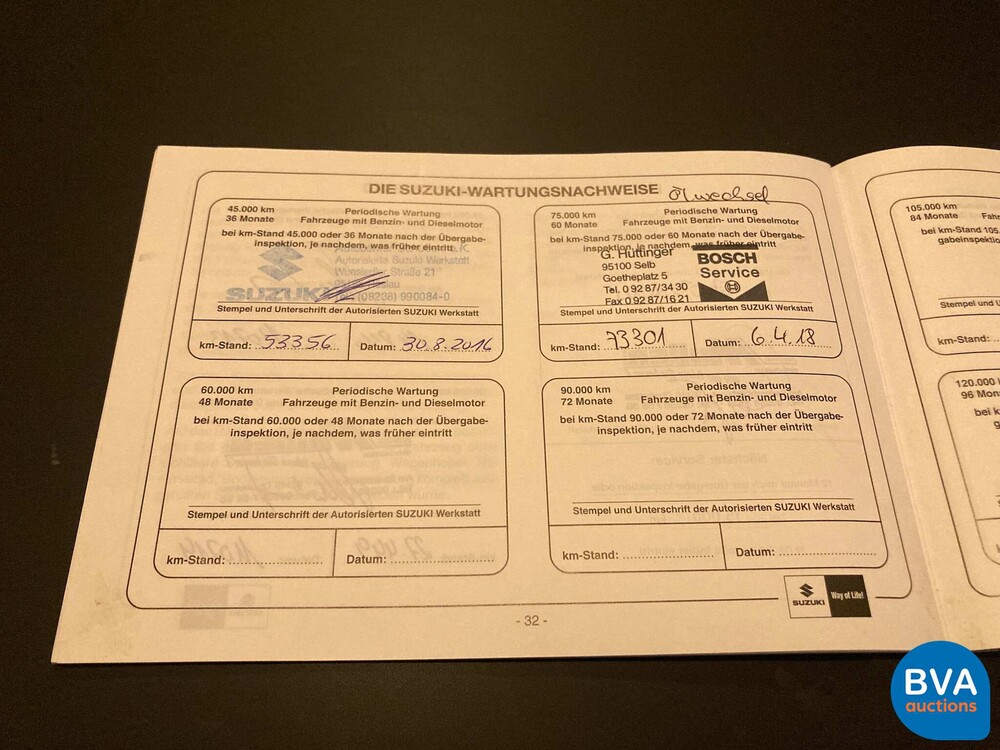 DIE SUZUKI-WARTUNGSNACHWEISE
Ölwechsel
45.000 km
36 Monate
Periodische Wartung
Fahrzeuge mit Benzin- und Dieselmotor
bei km-Stand 45.000 oder 36 Monate nach der Übergabe-
inspektion, je nachdem, was früher eintritt
Autorisierte Suzuki Werkstatt
Straße 21
SUZUKI
Tel. (09238) 990084-0
Stempel und Unterschrift der Autorisierten SUZUKI Werkstatt
km-Stand: 53356
Datum: 30.8.2016
75.000 km
60 Monate
Periodische Wartung
Fahrzeuge mit Benzin- und Dieselmotor
bei km-Stand 75.000 oder 60 Monate nach der Übergabe-
inspektion, je nachdem, was früher eintritt
G. Huttinger
95100 Selb
Goetheplatz 5
Tel. 0 92 87/34 30
Fax 0 92 87/16 21
BOSCH
Service
Stempel und Unterschrift der Autorisierten SUZUKI Werkstatt
km-Stand: 73301
Datum: 6.4.18
60.000 km
48 Monate
Periodische Wartung
Fahrzeuge mit Benzin- und Dieselmotor
bei km-Stand 60.000 oder 48 Monate nach der Übergabe-
inspektion, je nachdem, was früher eintritt
Stempel und Unterschrift der Autorisierten SUZUKI Werkstatt
km-Stand:
Datum:
90.000 km
72 Monate
Periodische Wartung
Fahrzeuge mit Benzin- und Dieselmotor
bei km-Stand 90.000 oder 72 Monate nach der Übergabe-
inspektion, je nachdem, was früher eintritt
Stempel und Unterschrift der Autorisierten SUZUKI Werkstatt
km-Stand:
Datum:
SUZUKI
Way of Life!
- 32 -
105.000 km
84 Monate
bei km-Stand 105.
gabeinspektio
Stempel und U
km-Stand:
120.000
96 Mon
bei k
BVA
auctions